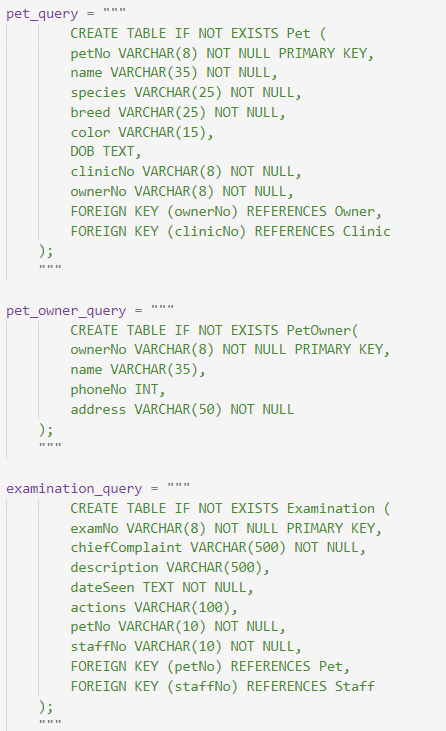 pet_query = """
CREATE TABLE IF NOT EXISTS Pet (
petNo VARCHAR(8) NOT NULL PRIMARY KEY,
name VARCHAR(35) NOT NULL,
species VARCHAR(25) NOT NULL,
breed VARCHAR(25) NOT NULL,
color VARCHAR(15),
DOB TEXT,
clinicNo VARCHAR(8) NOT NULL,
ownerNo VARCHAR(8) NOT NULL,
FOREIGN KEY (ownerNo) REFERENCES Owner,
FOREIGN KEY (clinicNo) REFERENCES Clinic
);
"""
pet_owner_query = """
CREATE TABLE IF NOT EXISTS PetOwner(
ownerNo VARCHAR(8) NOT NULL PRIMARY KEY,
name VARCHAR(35),
phoneNo INT,
address VARCHAR(50) NOT NULL
);
"""
examination_query = """
CREATE TABLE IF NOT EXISTS Examination (
examNo VARCHAR(8) NOT NULL PRIMARY KEY,
chiefComplaint VARCHAR(500) NOT NULL,
description VARCHAR(500),
dateSeen TEXT NOT NULL,
actions VARCHAR(100),
petNo VARCHAR(10) NOT NULL,
staffNo VARCHAR(10) NOT NULL,
FOREIGN KEY (petNo) REFERENCES Pet,
FOREIGN KEY (staffNo) REFERENCES Staff
);
"""